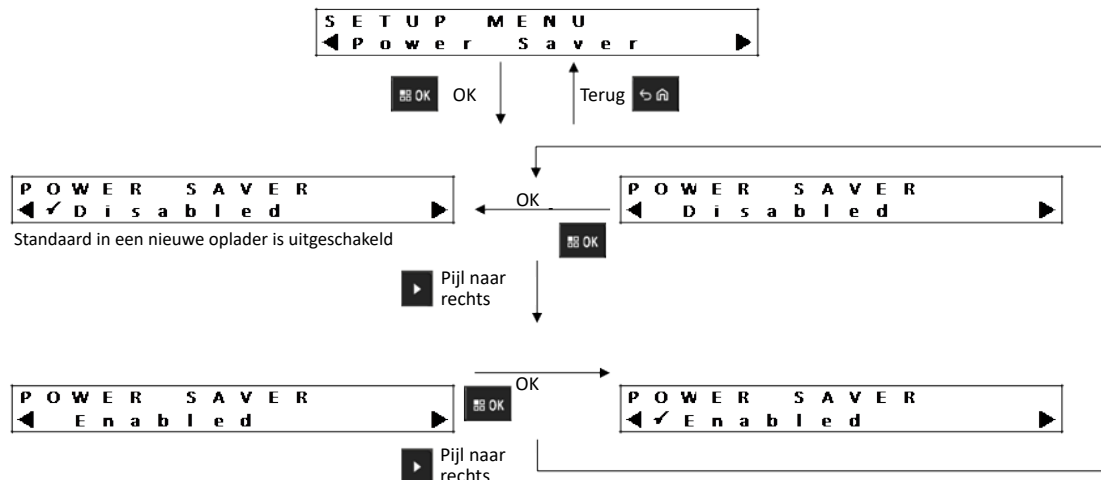 SETUP MENU
◀Power Saver ▶
OK OK Terug
POWER SAVER
◀✓Disabled ▶
Standaard in een nieuwe oplader is uitgeschakeld
OK
OK
POWER SAVER
◀ Disabled ▶
Pijl naar
rechts
POWER SAVER
◀ Enabled ▶
OK
OK
POWER SAVER
◀✓Enabled ▶
Pijl naar
rechts